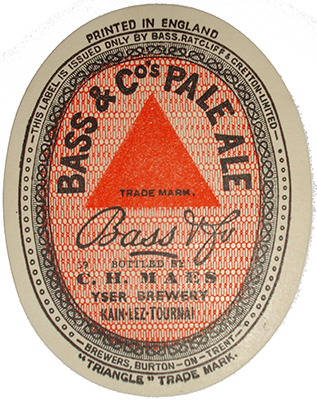 PRINTED IN ENGLAND
—THIS LABEL IS ISSUED ONLY BY BASS, RATCLIFF & GRETTON·LIMITED—
BASS & Co's PALE ALE
TRADE MARK.
Bass & Co
BOTTLED BY
C. H. MAES
YSER BREWERY
KAIN-LEZ-TOURNAI
—BREWERS, BURTON-ON-TRENT—
"TRIANGLE" TRADE MARK.